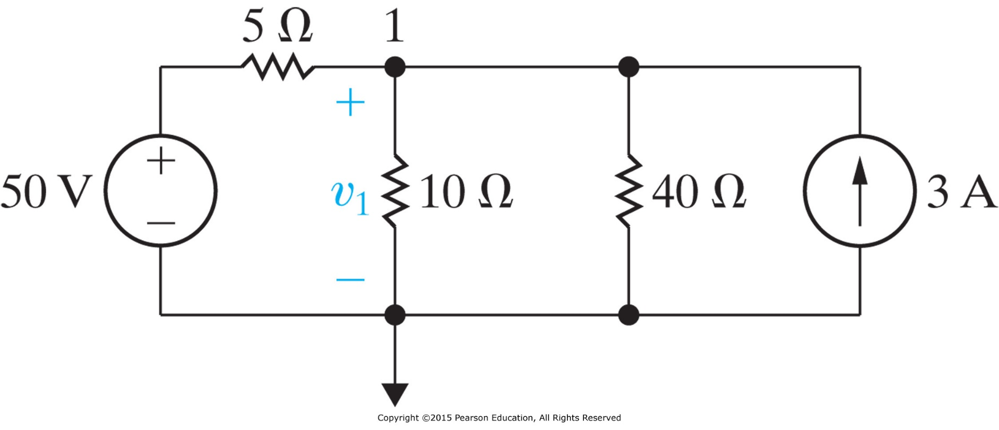 5 Ω 1
+
+
50 V v₁ 10 Ω 40 Ω 3 A
−
−
Copyright ©2015 Pearson Education, All Rights Reserved